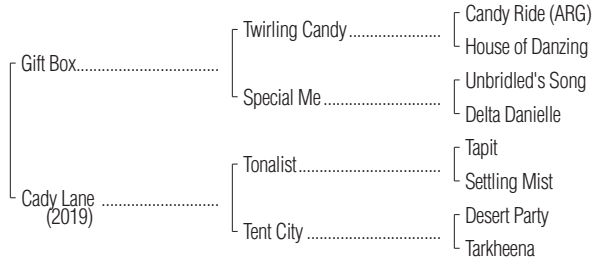 Candy Ride (ARG)
Twirling Candy....................
House of Danzing
Gift Box...............................
Unbridled's Song
Special Me.........................
Delta Danielle
Tapit
Tonalist..............................
Settling Mist
Cady Lane .........................
(2019)
Desert Party
Tent City ............................
Tarkheena